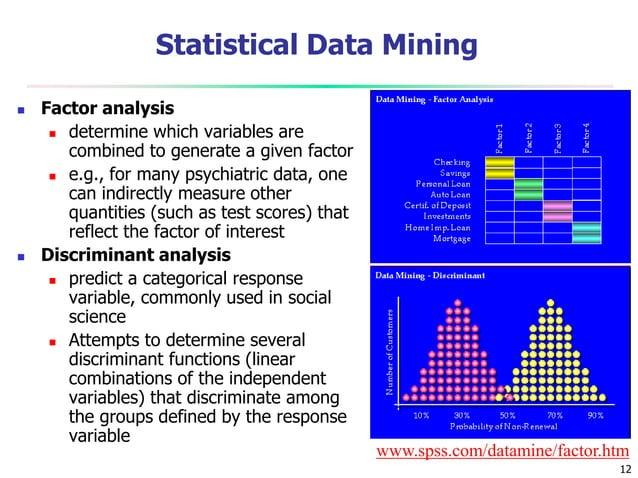 Statistical Data Mining
Factor analysis
determine which variables are
combined to generate a given factor
e.g., for many psychiatric data, one
can indirectly measure other
quantities (such as test scores) that
reflect the factor of interest
Discriminant analysis
predict a categorical response
variable, commonly used in social
science
Attempts to determine several
discriminant functions (linear
combinations of the independent
variables) that discriminate among
the groups defined by the response
variable
Data Mining - Factor Analysis
Factor 1
Factor 2
Factor 3
Factor 4
Checking
Savings
Personal Loan
Auto Loan
Certif. of Deposit
Investments
Home Imp. Loan
Mortgage
Data Mining - Discriminant
Number of Customers
10% 30% 50% 70% 90%
Probability of Non-Renewal
www.spss.com/datamine/factor.htm
12